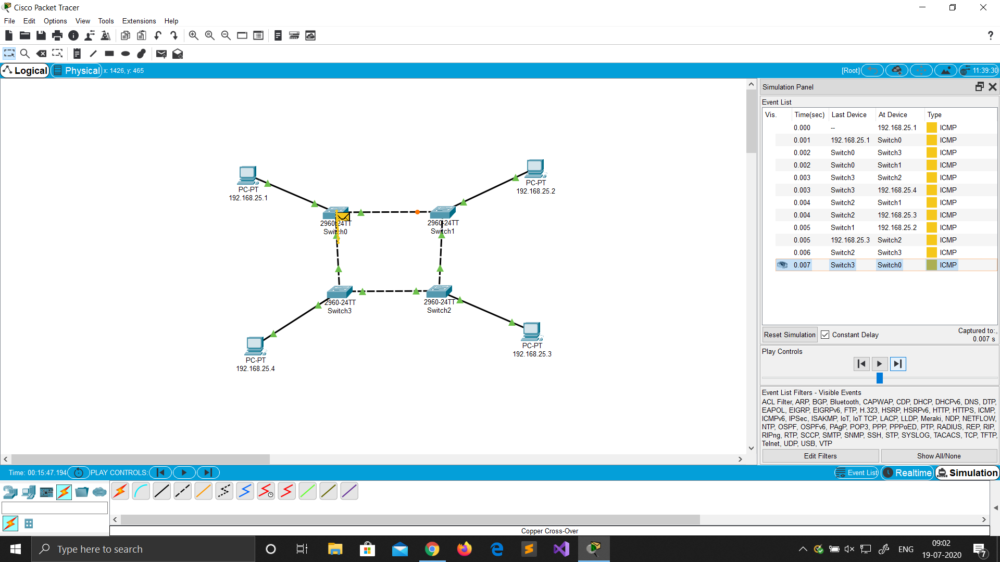 Cisco Packet Tracer
File Edit Options View Tools Extensions Help
?
Logical Physical x: 1426, y: 465 [Root] 11:39:30
Simulation Panel
Event List
Vis. Time(sec) Last Device At Device Type
0.000 -- 192.168.25.1 ICMP
0.001 192.168.25.1 Switch0 ICMP
0.002 Switch0 Switch3 ICMP
0.002 Switch0 Switch1 ICMP
0.003 Switch3 Switch2 ICMP
0.003 Switch3 192.168.25.4 ICMP
0.004 Switch2 Switch1 ICMP
0.004 Switch2 192.168.25.3 ICMP
0.005 Switch1 192.168.25.2 ICMP
0.005 192.168.25.3 Switch2 ICMP
0.006 Switch2 Switch3 ICMP
0.007 Switch3 Switch0 ICMP
PC-PT
192.168.25.1
PC-PT
192.168.25.2
2960-24TT
Switch0
2960-24TT
Switch1
2960-24TT
Switch3
2960-24TT
Switch2
PC-PT
192.168.25.4
PC-PT
192.168.25.3
Reset Simulation Constant Delay Captured to:
0.007 s
Play Controls
Event List Filters - Visible Events
ACL Filter, ARP, BGP, Bluetooth, CAPWAP, CDP, DHCP, DHCPv6, DNS, DTP,
EAPOL, EIGRP, EIGRPv6, FTP, H.323, HSRP, HSRPv6, HTTP, HTTPS, ICMP,
ICMPv6, IPSec, ISAKMP, IoT, IoT TCP, LACP, LLDP, Meraki, NDP, NETFLOW,
NTP, OSPF, OSPFv6, PAgP, POP3, PPP, PPPoED, PTP, RADIUS, REP, RIP,
RIPng, RTP, SCCP, SMTP, SNMP, SSH, STP, SYSLOG, TACACS, TCP, TFTP,
Telnet, UDP, USB, VTP
Edit Filters Show All/None
Time: 00:15:47.194 PLAY CONTROLS: Event List Realtime Simulation
Copper Cross-Over
Type here to search
ENG
09:02
19-07-2020
7